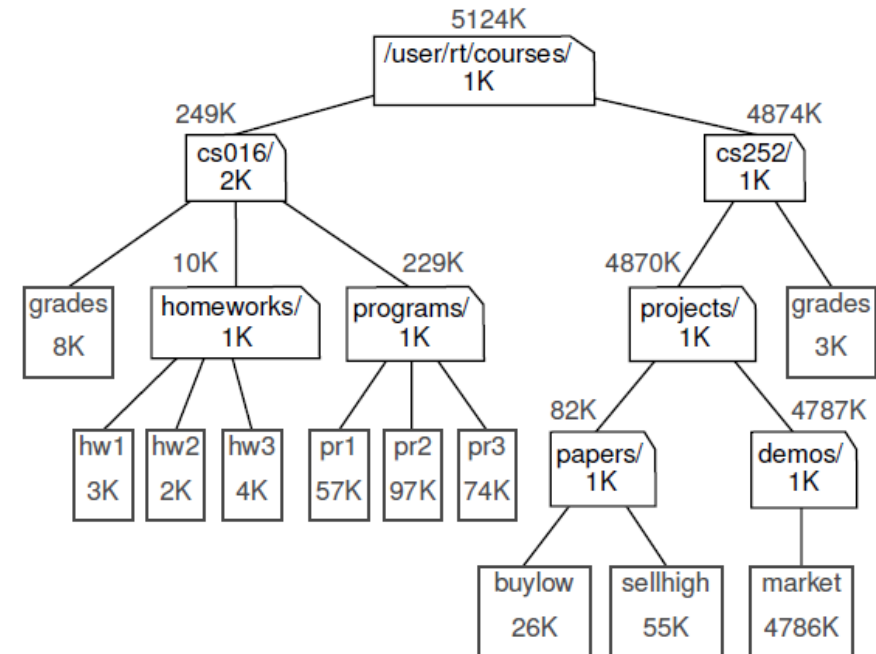 5124K
/user/rt/courses/
1K
249K
4874K
cs016/
2K
cs252/
1K
10K
229K
4870K
grades
8K
homeworks/
1K
programs/
1K
projects/
1K
grades
3K
82K
4787K
hw1
3K
hw2
2K
hw3
4K
pr1
57K
pr2
97K
pr3
74K
papers/
1K
demos/
1K
buylow
26K
sellhigh
55K
market
4786K